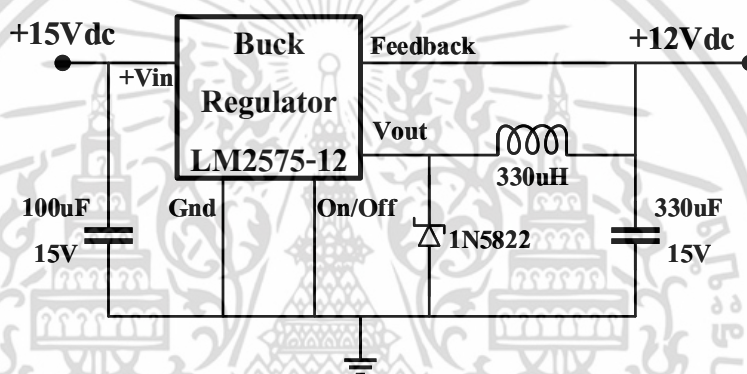 +15Vdc
+12Vdc
Buck
Regulator
LM2575-12
Feedback
+Vin
Vout
330uH
100uF
15V
Gnd
On/Off
1N5822
330uF
15V